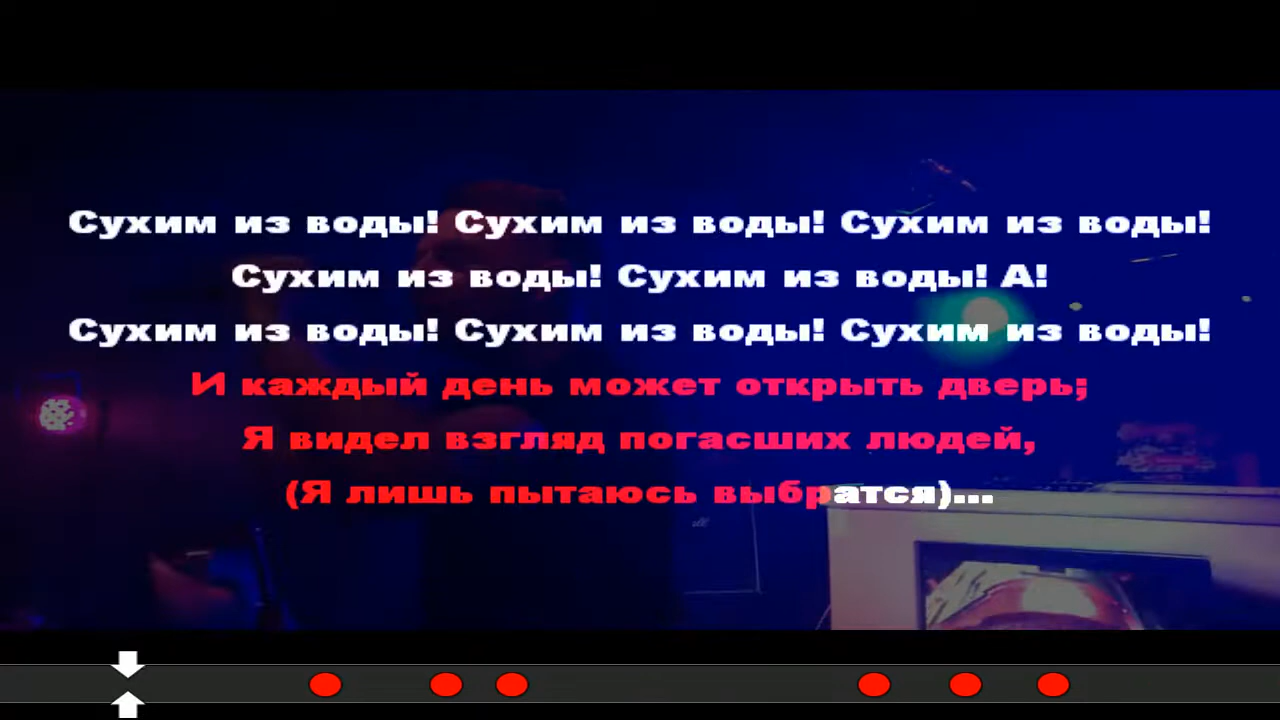 Сухим из воды! Сухим из воды! Сухим из воды!
Сухим из воды! Сухим из воды! А!
Сухим из воды! Сухим из воды! Сухим из воды!
И каждый день может открыть дверь;
Я видел взгляд погасших людей,
(Я лишь пытаюсь выбратся)...